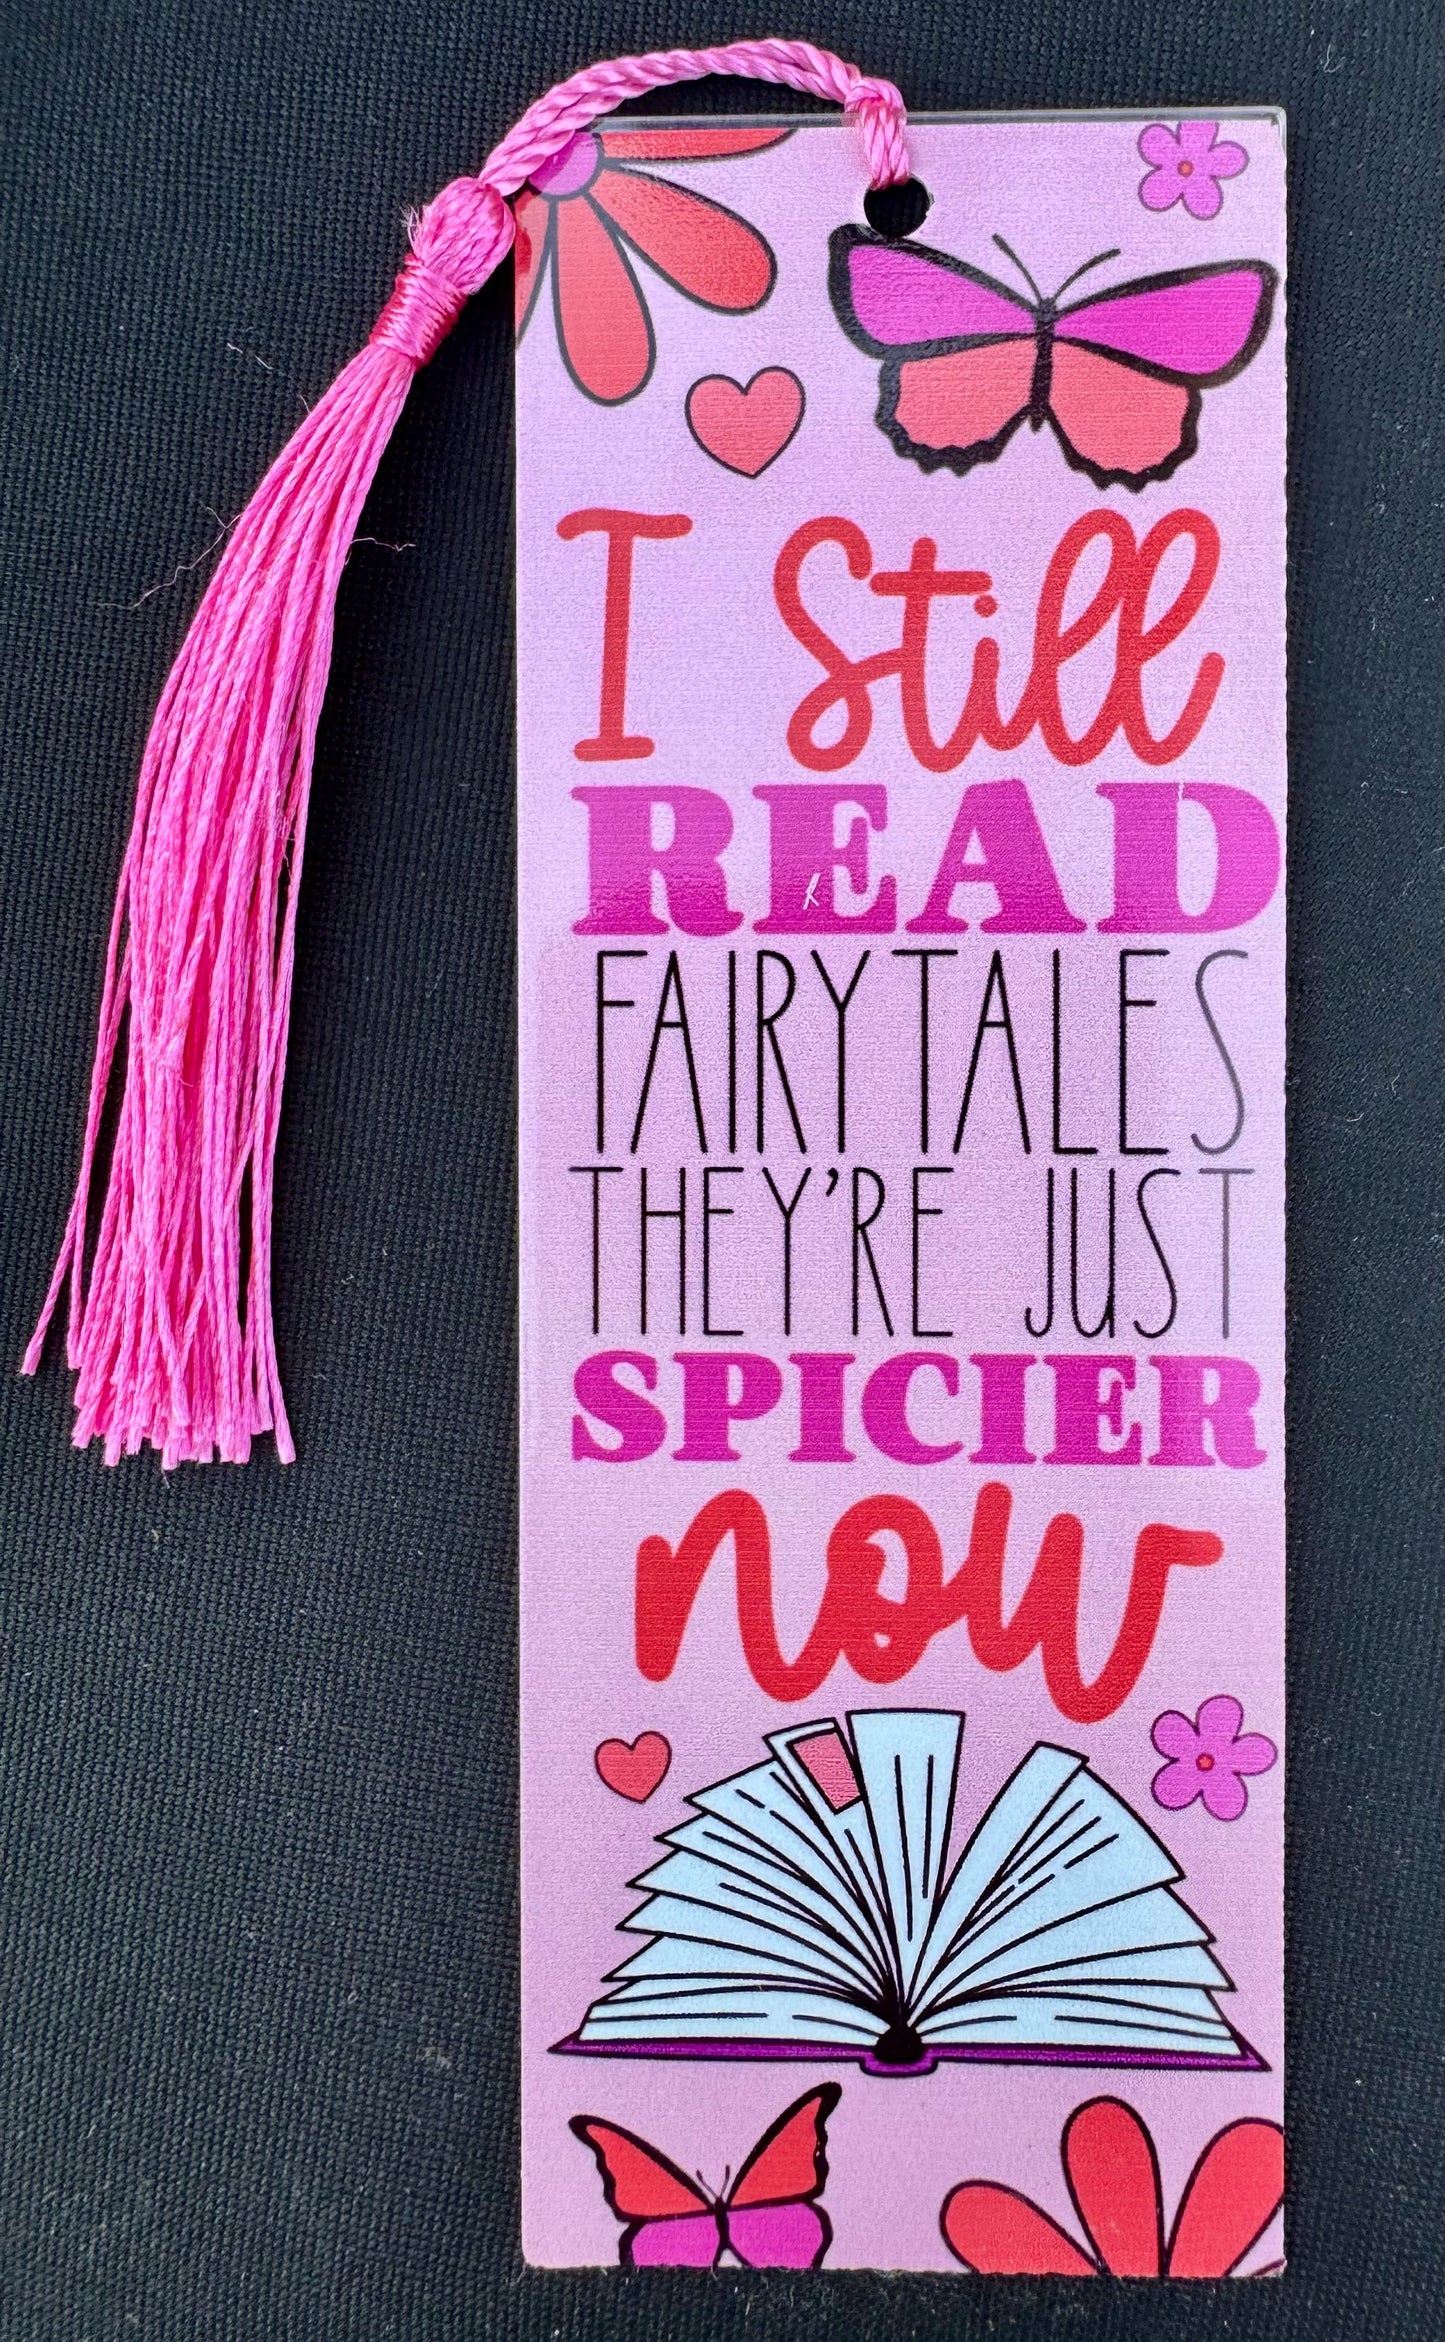 I Still
READ
FAIRYTALES
THEY'RE JUST
SPICIER
now